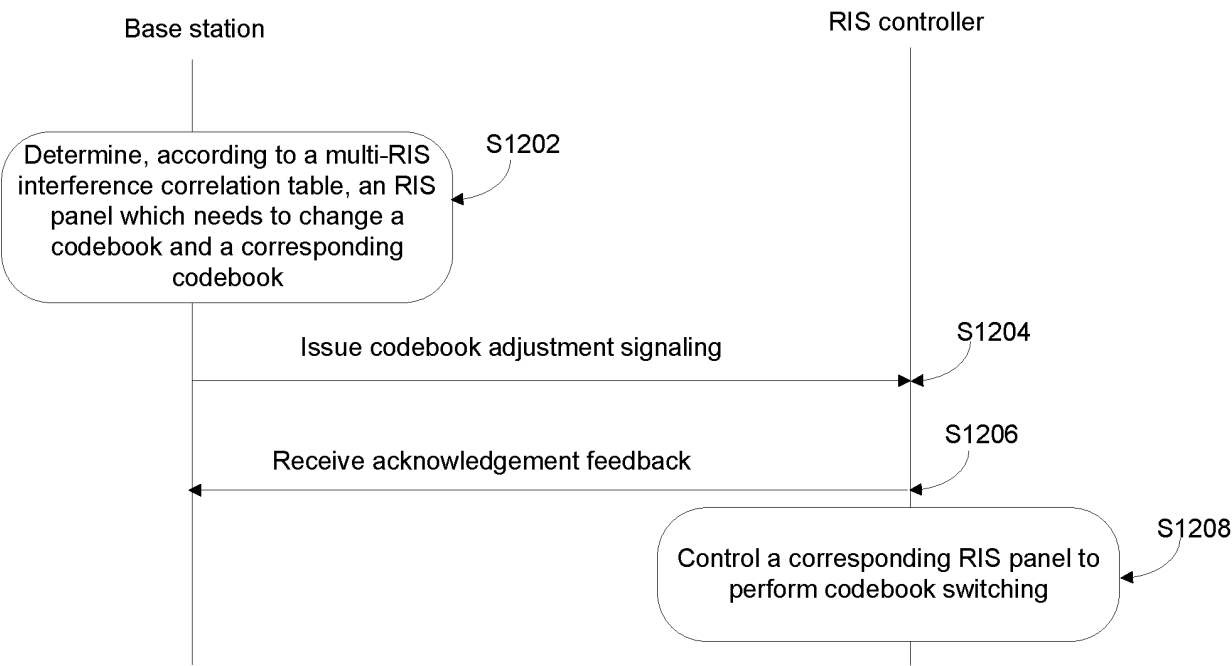 Base station
RIS controller
Determine, according to a multi-RIS
interference correlation table, an RIS
panel which needs to change a
codebook and a corresponding
codebook
S1202
Issue codebook adjustment signaling
S1204
Receive acknowledgement feedback
S1206
Control a corresponding RIS panel to
perform codebook switching
S1208